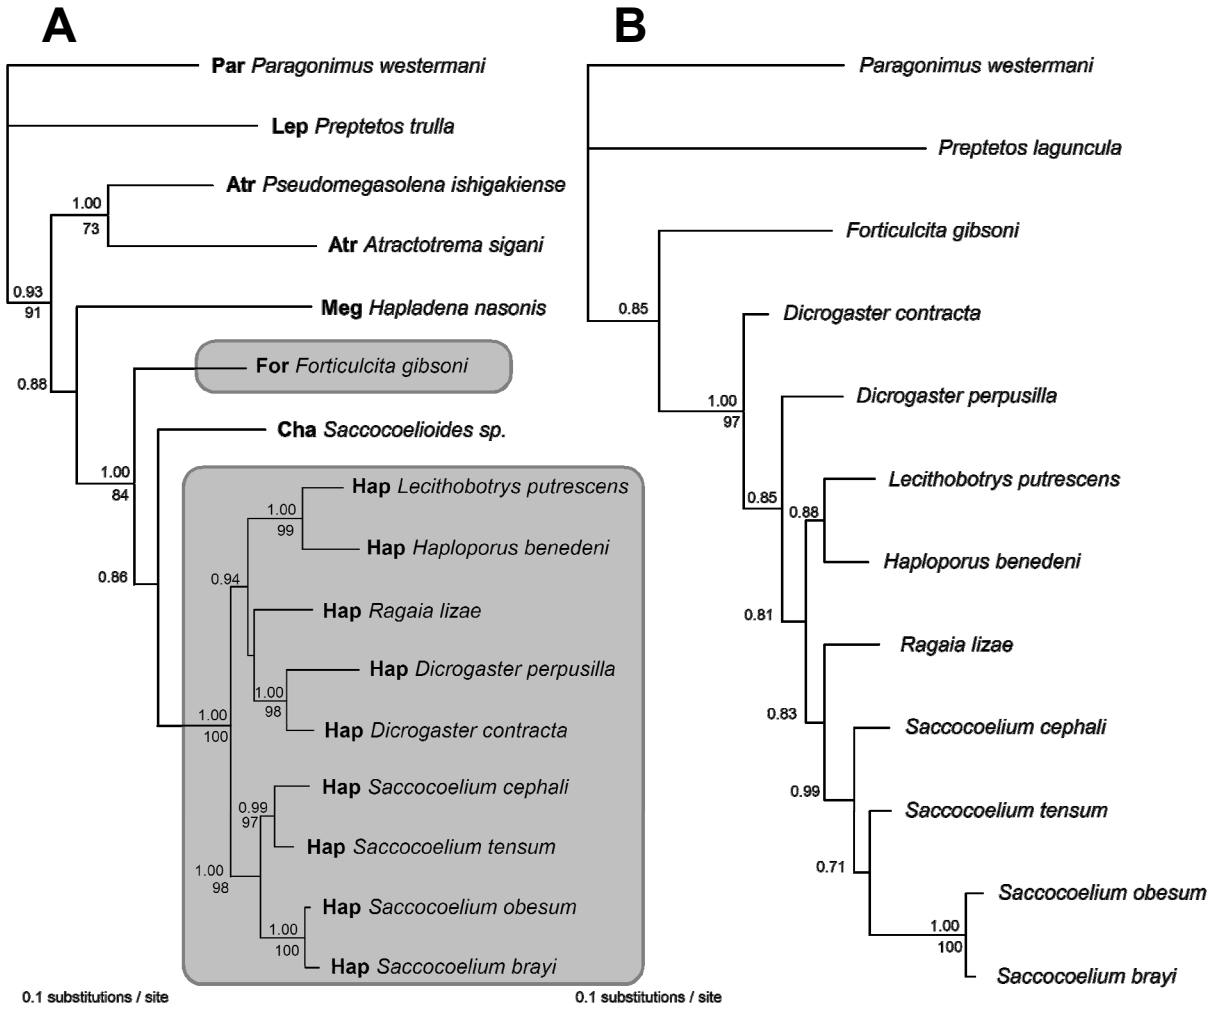 A
Par Paragonimus westermani
Lep Preptetos trulla
Atr Pseudomegasolena ishigakiense
1.00
73
Atr Atractotrema sigani
0.93
91
Meg Hapladena nasonis
For Forticulcita gibsoni
0.88
Cha Saccocoelioides sp.
1.00
84
Hap Lecithobotrys putrescens
1.00
99
Hap Haploporus benedeni
0.94
0.86
Hap Ragaia lizae
Hap Dicrogaster perpusilla
1.00
98
Hap Dicrogaster contracta
1.00
100
Hap Saccocoelium cephali
0.99
97
Hap Saccocoelium tensum
1.00
98
Hap Saccocoelium obesum
1.00
100
Hap Saccocoelium brayi
0.1 substitutions / site
B
Paragonimus westermani
Preptetos laguncula
Forticulcita gibsoni
0.85
Dicrogaster contracta
Dicrogaster perpusilla
1.00
97
Lecithobotrys putrescens
0.85
0.88
Haploporus benedeni
0.81
Ragaia lizae
0.83
Saccocoelium cephali
0.99
Saccocoelium tensum
0.71
Saccocoelium obesum
1.00
100
Saccocoelium brayi
0.1 substitutions / site